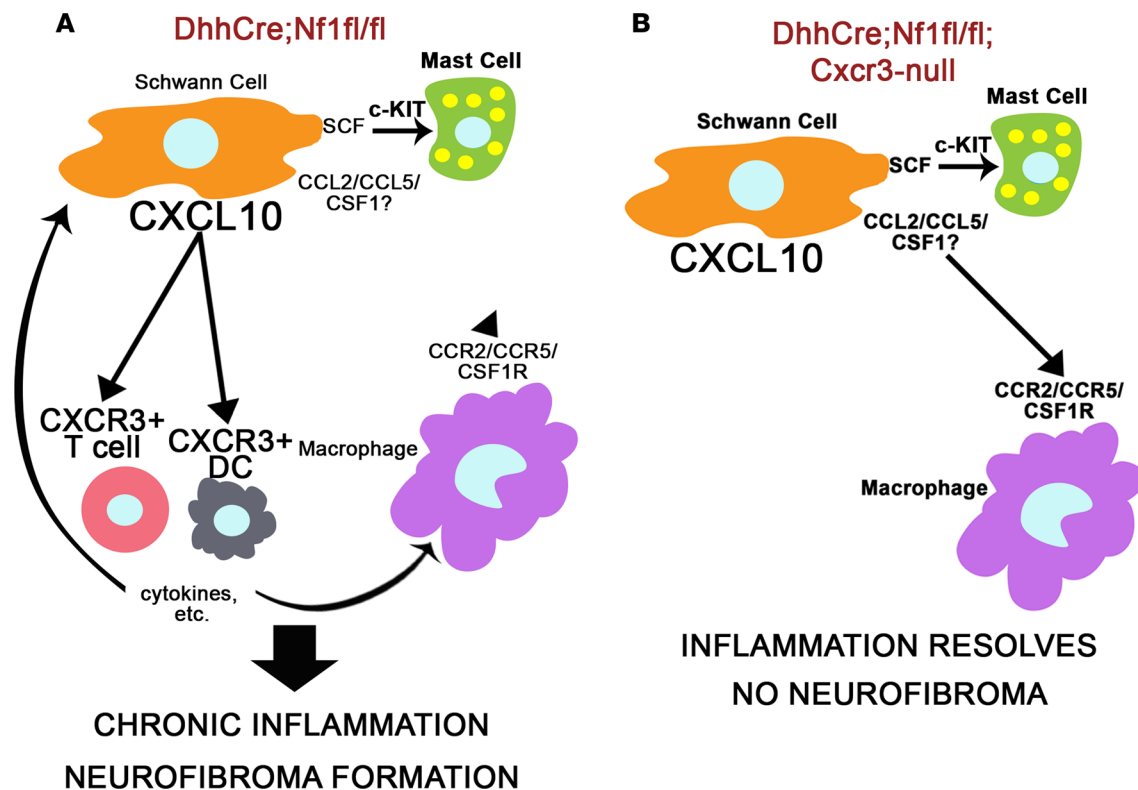 A
DhhCre;Nf1fl/fl
Mast Cell
Schwann Cell
c-KIT
SCF
CCL2/CCL5/
CSF1?
CXCL10
CCR2/CCR5/
CSF1R
CXCR3+
T cell
CXCR3+
DC
Macrophage
cytokines,
etc.
CHRONIC INFLAMMATION
NEUROFIBROMA FORMATION
B
DhhCre;Nf1fl/fl;
Cxcr3-null
Mast Cell
Schwann Cell
c-KIT
SCF
CCL2/CCL5/
CSF1?
CXCL10
CCR2/CCR5/
CSF1R
Macrophage
INFLAMMATION RESOLVES
NO NEUROFIBROMA